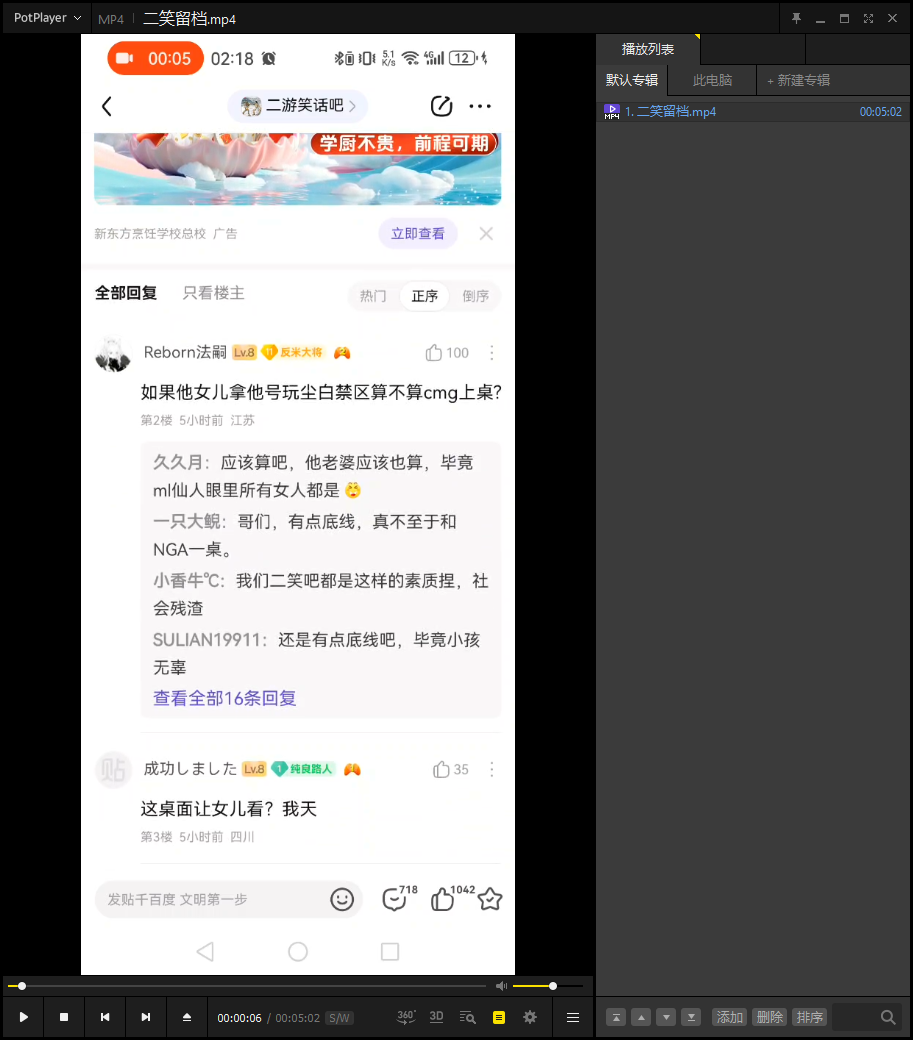 PotPlayer
MP4
二笑留档.mp4
播放列表
默认专辑
此电脑
+ 新建专辑
1. 二笑留档.mp4
00:05:02
00:05
02:18
5.1
K/s
4G
12
二游笑话吧
学厨不贵，前程可期
新东方烹饪学校总校 广告
立即查看
全部回复
只看楼主
热门
正序
倒序
Reborn法嗣
Lv.8
11
反米大将
100
如果他女儿拿他号玩尘白禁区算不算cmg上桌?
第2楼 5小时前 江苏
久久月：应该算吧，他老婆应该也算，毕竟
ml仙人眼里所有女人都是
一只大鲵：哥们，有点底线，真不至于和
NGA一桌。
小香牛℃：我们二笑吧都是这样的素质捏，社
会残渣
SULIAN19911：还是有点底线吧，毕竟小孩
无辜
查看全部16条回复
贴
成功しました
Lv.8
1
纯良路人
35
这桌面让女儿看？我天
第3楼 5小时前 四川
发贴千百度 文明第一步
718
1042
00:00:06 / 00:05:02
S/W
360°
3D
添加
删除
排序